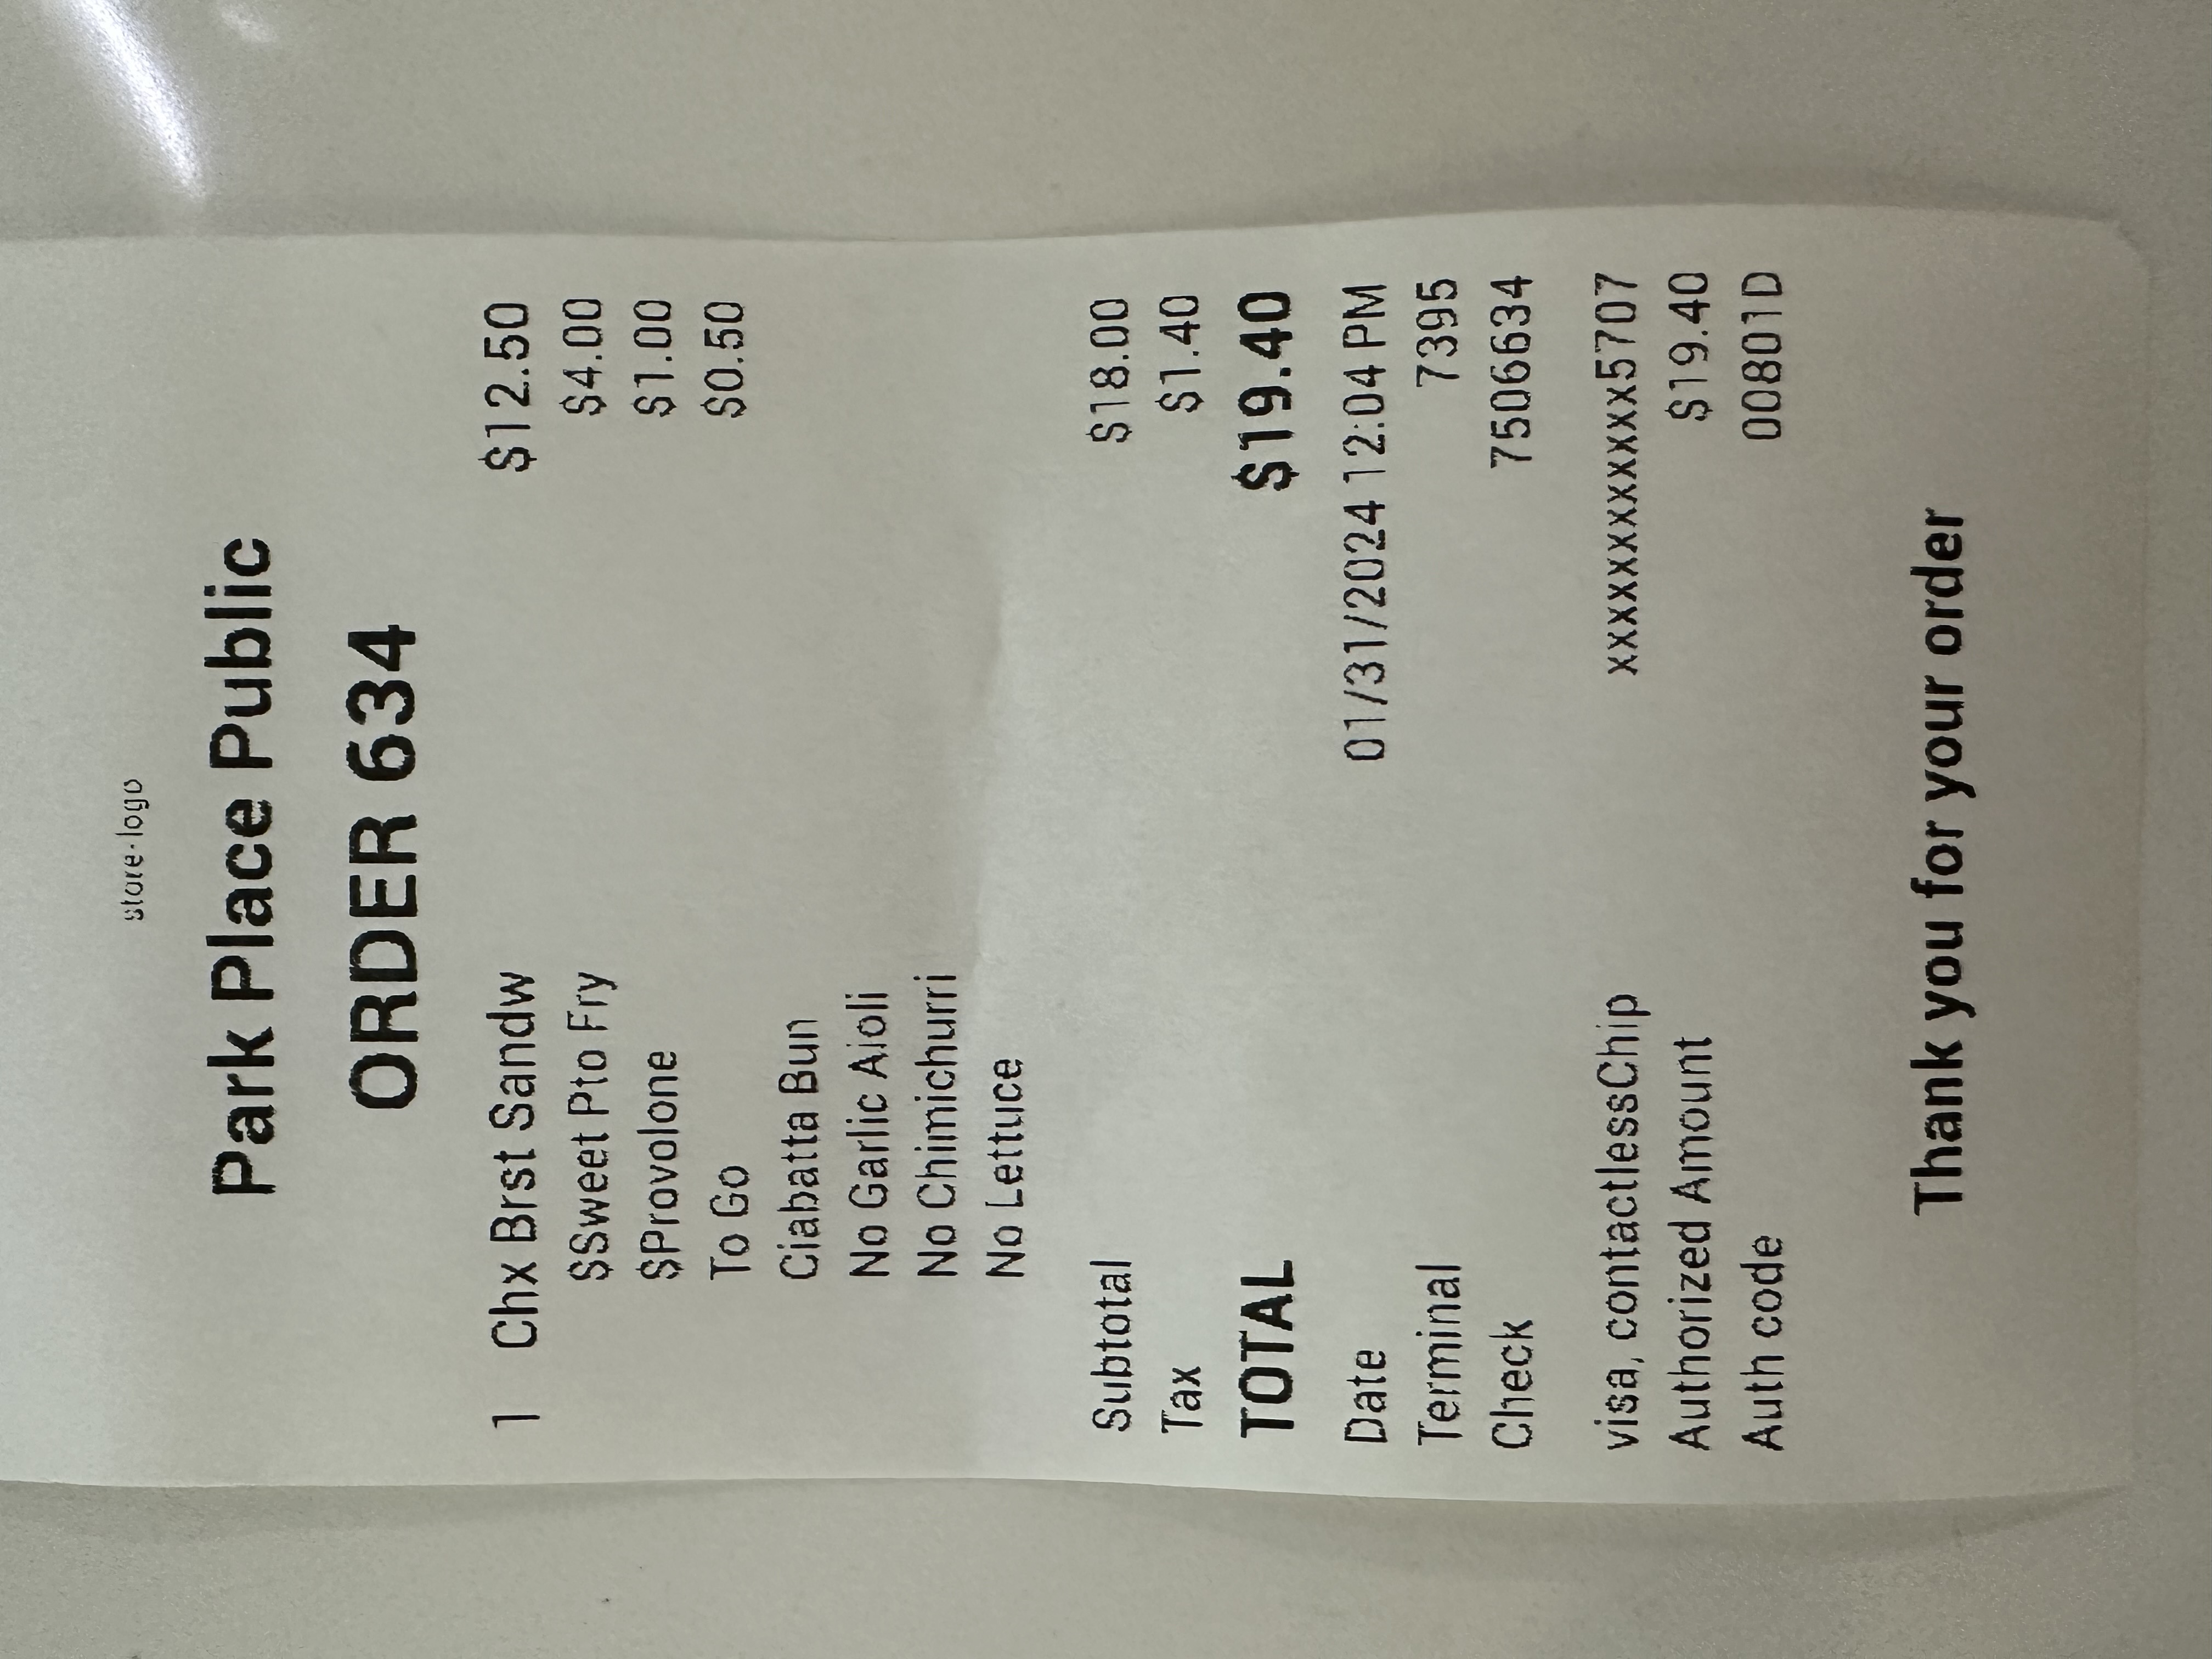 store-logo
Park Place Public
ORDER 634
1 Chx Brst Sandw $12.50
$Sweet Pto Fry $4.00
$Provolone $1.00
To Go $0.50
Ciabatta Bun
No Garlic Aioli
No Chimichurri
No Lettuce
Subtotal $18.00
Tax $1.40
TOTAL $19.40
Date 01/31/2024 12:04 PM
Terminal 7395
Check 7506634
visa, contactlessChip xxxxxxxxxxxx5707
Authorized Amount $19.40
Auth code 00801D
Thank you for your order